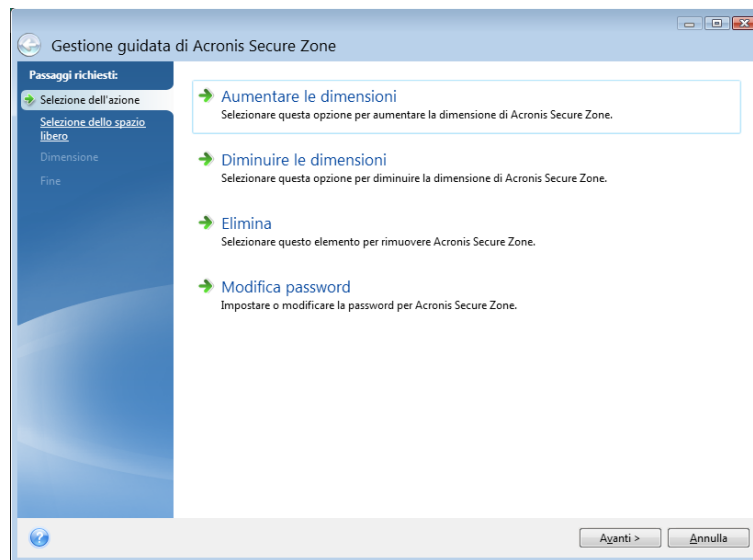 Gestione guidata di Acronis Secure Zone
Passaggi richiesti:
Selezione dell'azione
Selezione dello spazio
libero
Dimensione
Fine
Aumentare le dimensioni
Selezionare questa opzione per aumentare la dimensione di Acronis Secure Zone.
Diminuire le dimensioni
Selezionare questa opzione per diminuire la dimensione di Acronis Secure Zone.
Elimina
Selezionare questo elemento per rimuovere Acronis Secure Zone.
Modifica password
Impostare o modificare la password per Acronis Secure Zone.
Avanti >
Annulla